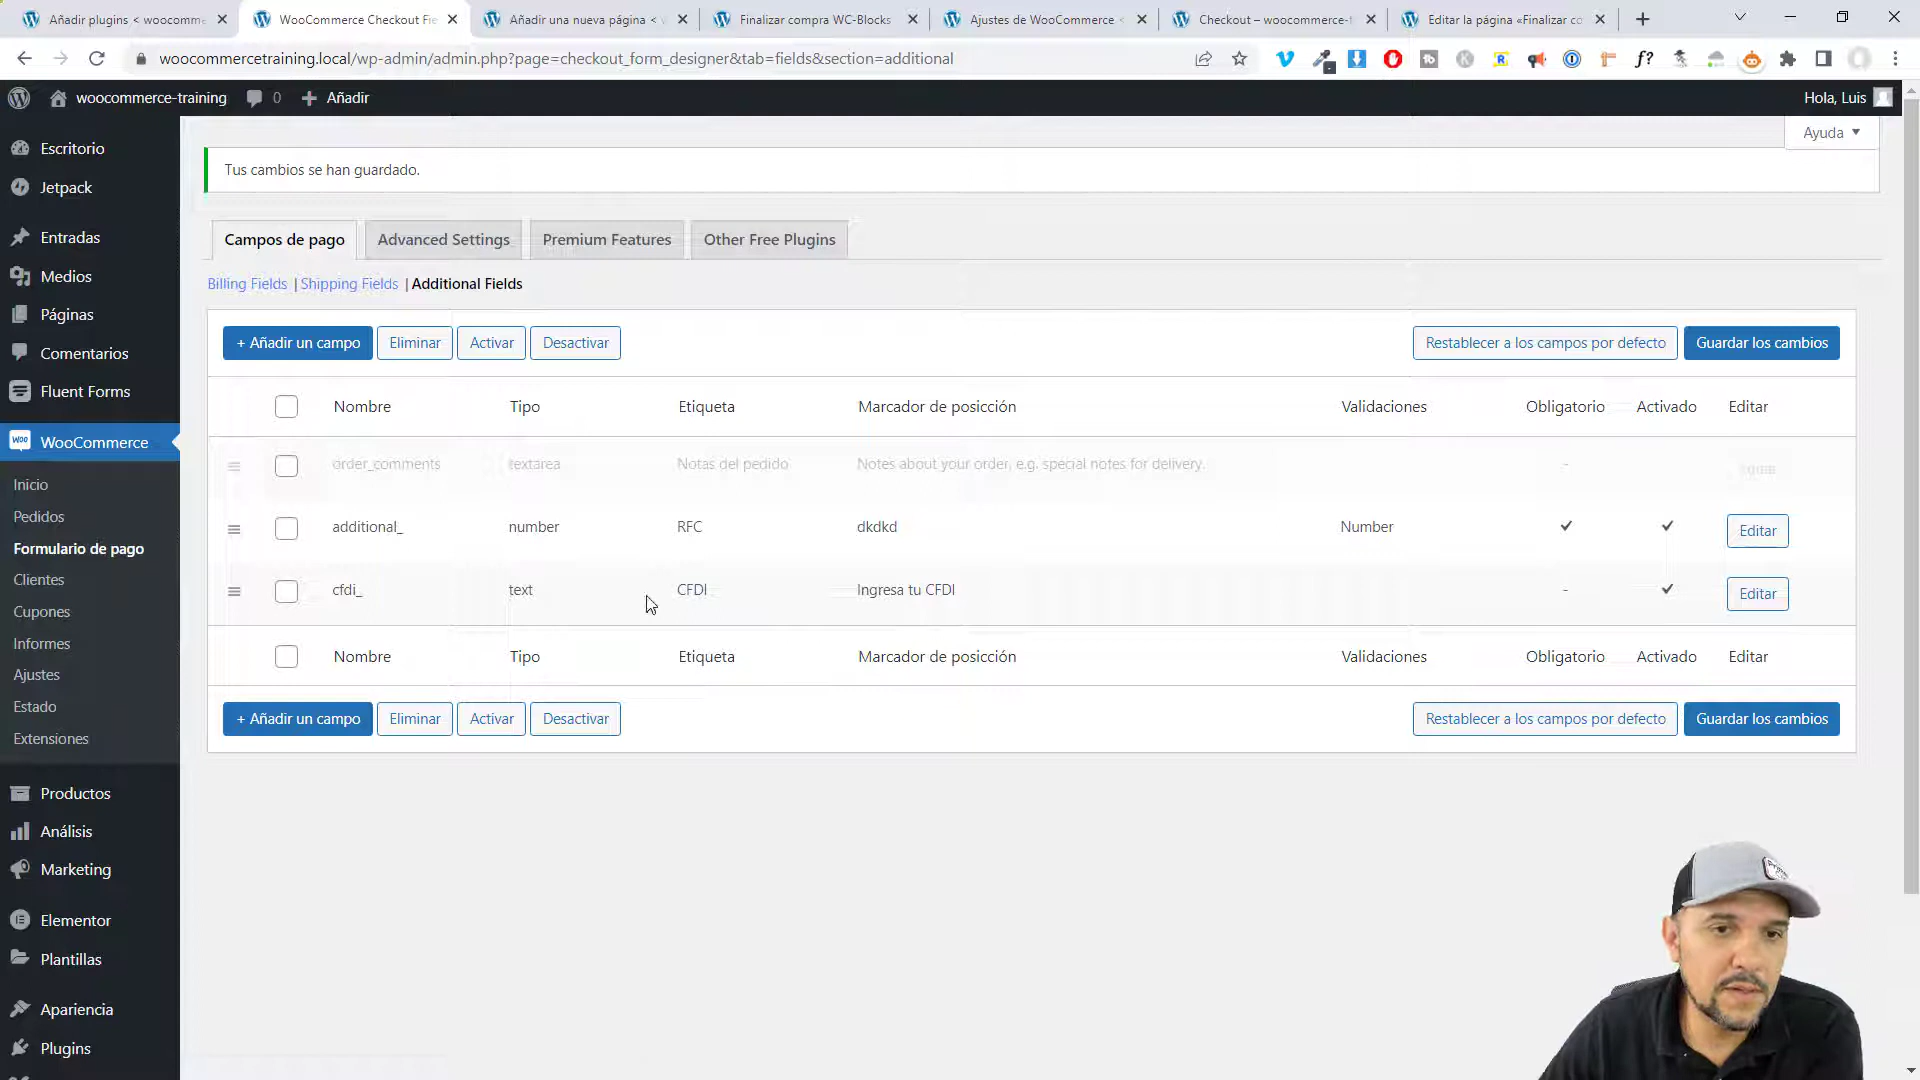 Añadir plugins < woocomme
WooCommerce Checkout Fie
Añadir una nueva página < v
Finalizar compra WC-Blocks
Ajustes de WooCommerce <
Checkout – woocommerce-t
Editar la página «Finalizar co
woocommercetraining.local/wp-admin/admin.php?page=checkout_form_designer&tab=fields&section=additional
woocommerce-training
0
Añadir
Hola, Luis
Ayuda
Escritorio
Jetpack
Entradas
Medios
Páginas
Comentarios
Fluent Forms
WooCommerce
Inicio
Pedidos
Formulario de pago
Clientes
Cupones
Informes
Ajustes
Estado
Extensiones
Productos
Análisis
Marketing
Elementor
Plantillas
Apariencia
Plugins
Tus cambios se han guardado.
Campos de pago
Advanced Settings
Premium Features
Other Free Plugins
Billing Fields | Shipping Fields | Additional Fields
+ Añadir un campo Eliminar Activar Desactivar Restablecer a los campos por defecto Guardar los cambios
Nombre Tipo Etiqueta Marcador de posicción Validaciones Obligatorio Activado Editar
order_comments textarea Notas del pedido Notes about your order, e.g. special notes for delivery. - Editar
additional_ number RFC dkdkd Number ✔ ✔ Editar
cfdi_ text CFDI Ingresa tu CFDI - ✔ Editar
Nombre Tipo Etiqueta Marcador de posicción Validaciones Obligatorio Activado Editar
+ Añadir un campo Eliminar Activar Desactivar Restablecer a los campos por defecto Guardar los cambios